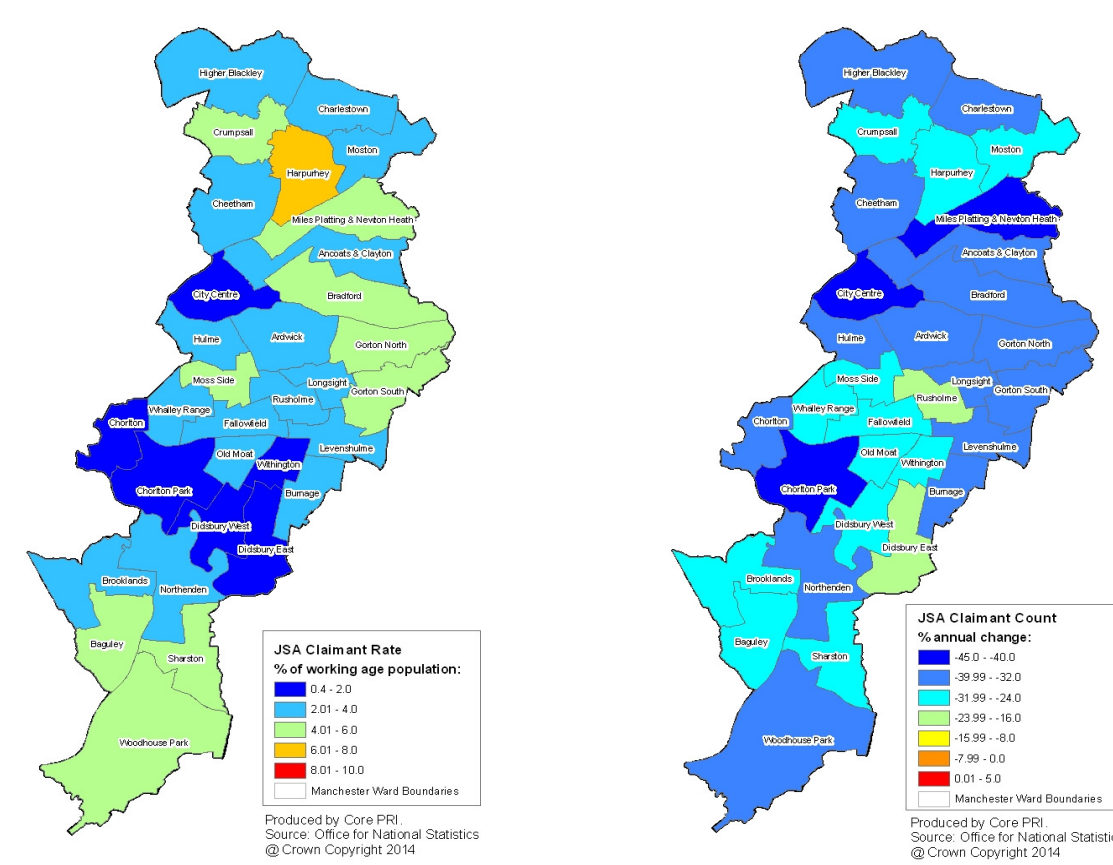 Higher Blackley
Charlestown
Crumpsall
Moston
Harpurhey
Cheetham
Miles Platting & Newton Heath
Ancoats & Clayton
City Centre
Bradford
Hulme
Ardwick
Gorton North
Moss Side
Longsight
Gorton South
Rusholme
Whalley Range
Chorlton
Fallowfield
Levenshulme
Old Moat
Withington
Chorlton Park
Burnage
Didsbury West
Didsbury East
Brooklands
Northenden
Baguley
Sharston
Woodhouse Park
JSA Claimant Rate
% of working age population:
0.4 - 2.0
2.01 - 4.0
4.01 - 6.0
6.01 - 8.0
8.01 - 10.0
Manchester Ward Boundaries
Produced by Core PRI.
Source: Office for National Statistics
@ Crown Copyright 2014
Higher Blackley
Charlestown
Crumpsall
Moston
Harpurhey
Cheetham
Miles Platting & Newton Heath
Ancoats & Clayton
City Centre
Bradford
Hulme
Ardwick
Gorton North
Moss Side
Longsight
Gorton South
Rusholme
Whalley Range
Chorlton
Fallowfield
Levenshulme
Old Moat
Withington
Chorlton Park
Burnage
Didsbury West
Didsbury East
Brooklands
Northenden
Baguley
Sharston
Woodhouse Park
JSA Claimant Count
% annual change:
-45.0 - -40.0
-39.99 - -32.0
-31.99 - -24.0
-23.99 - -16.0
-15.99 - -8.0
-7.99 - 0.0
0.01 - 5.0
Manchester Ward Boundaries
Produced by Core PRI.
Source: Office for National Statisti
@ Crown Copyright 2014